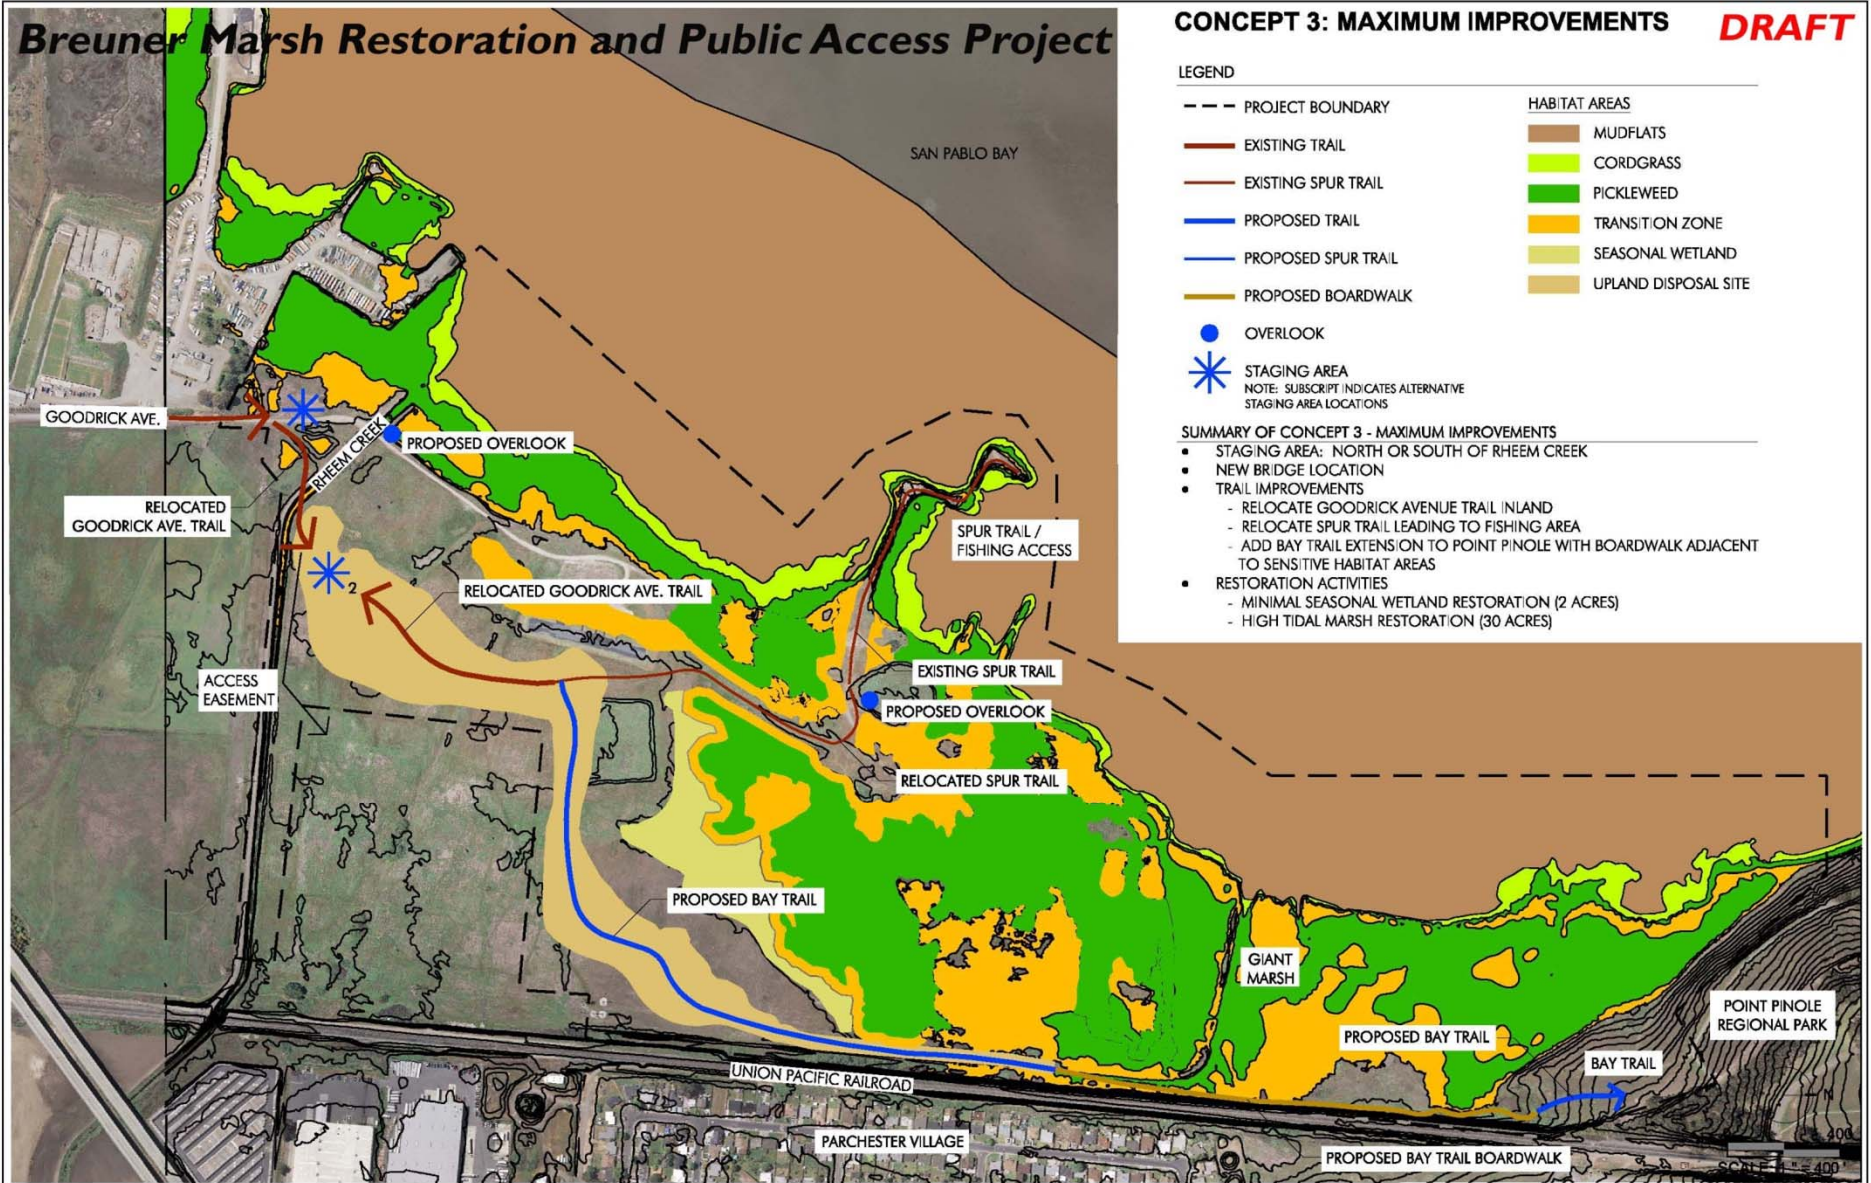 Breuner Marsh Restoration and Public Access Project
CONCEPT 3: MAXIMUM IMPROVEMENTS
DRAFT
LEGEND
PROJECT BOUNDARY
EXISTING TRAIL
EXISTING SPUR TRAIL
PROPOSED TRAIL
PROPOSED SPUR TRAIL
PROPOSED BOARDWALK
OVERLOOK
STAGING AREA
NOTE: SUBSCRIPT INDICATES ALTERNATIVE
STAGING AREA LOCATIONS
HABITAT AREAS
MUDFLATS
CORDGRASS
PICKLEWEED
TRANSITION ZONE
SEASONAL WETLAND
UPLAND DISPOSAL SITE
SUMMARY OF CONCEPT 3 - MAXIMUM IMPROVEMENTS
• STAGING AREA: NORTH OR SOUTH OF RHEEM CREEK
• NEW BRIDGE LOCATION
• TRAIL IMPROVEMENTS
- RELOCATE GOODRICK AVENUE TRAIL INLAND
- RELOCATE SPUR TRAIL LEADING TO FISHING AREA
- ADD BAY TRAIL EXTENSION TO POINT PINOLE WITH BOARDWALK ADJACENT
TO SENSITIVE HABITAT AREAS
• RESTORATION ACTIVITIES
- MINIMAL SEASONAL WETLAND RESTORATION (2 ACRES)
- HIGH TIDAL MARSH RESTORATION (30 ACRES)
SAN PABLO BAY
GOODRICK AVE.
RHEEM CREEK
PROPOSED OVERLOOK
RELOCATED
GOODRICK AVE. TRAIL
SPUR TRAIL /
FISHING ACCESS
2
RELOCATED GOODRICK AVE. TRAIL
EXISTING SPUR TRAIL
ACCESS
EASEMENT
PROPOSED OVERLOOK
RELOCATED SPUR TRAIL
PROPOSED BAY TRAIL
GIANT
MARSH
POINT PINOLE
REGIONAL PARK
PROPOSED BAY TRAIL
BAY TRAIL
UNION PACIFIC RAILROAD
N
PARCHESTER VILLAGE
PROPOSED BAY TRAIL BOARDWALK
400
SCALE: 1" = 400'